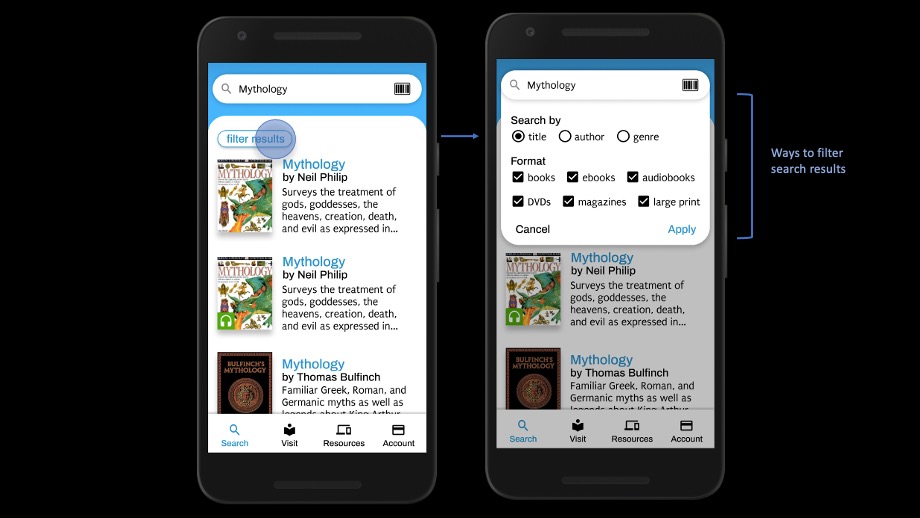 Mythology
filter results
MYTHOLOGY
Mythology
by Neil Philip
Surveys the treatment of
gods, goddesses, the
heavens, creation, death,
and evil as expressed in...
MYTHOLOGY
Mythology
by Neil Philip
Surveys the treatment of
gods, goddesses, the
heavens, creation, death,
and evil as expressed in...
BULFINCH'S
MYTHOLOGY
Mythology
by Thomas Bulfinch
Familiar Greek, Roman, and
Germanic myths as well as
legends about King Arthur
Search Visit Resources Account
Mythology
Search by
title author genre
Format
books ebooks audiobooks
DVDs magazines large print
Cancel Apply
MYTHOLOGY
Mythology
by Neil Philip
Surveys the treatment of
gods, goddesses, the
heavens, creation, death,
and evil as expressed in...
BULFINCH'S
MYTHOLOGY
Mythology
by Thomas Bulfinch
Familiar Greek, Roman, and
Germanic myths as well as
legends about King Arthur
Search Visit Resources Account
Ways to filter
search results